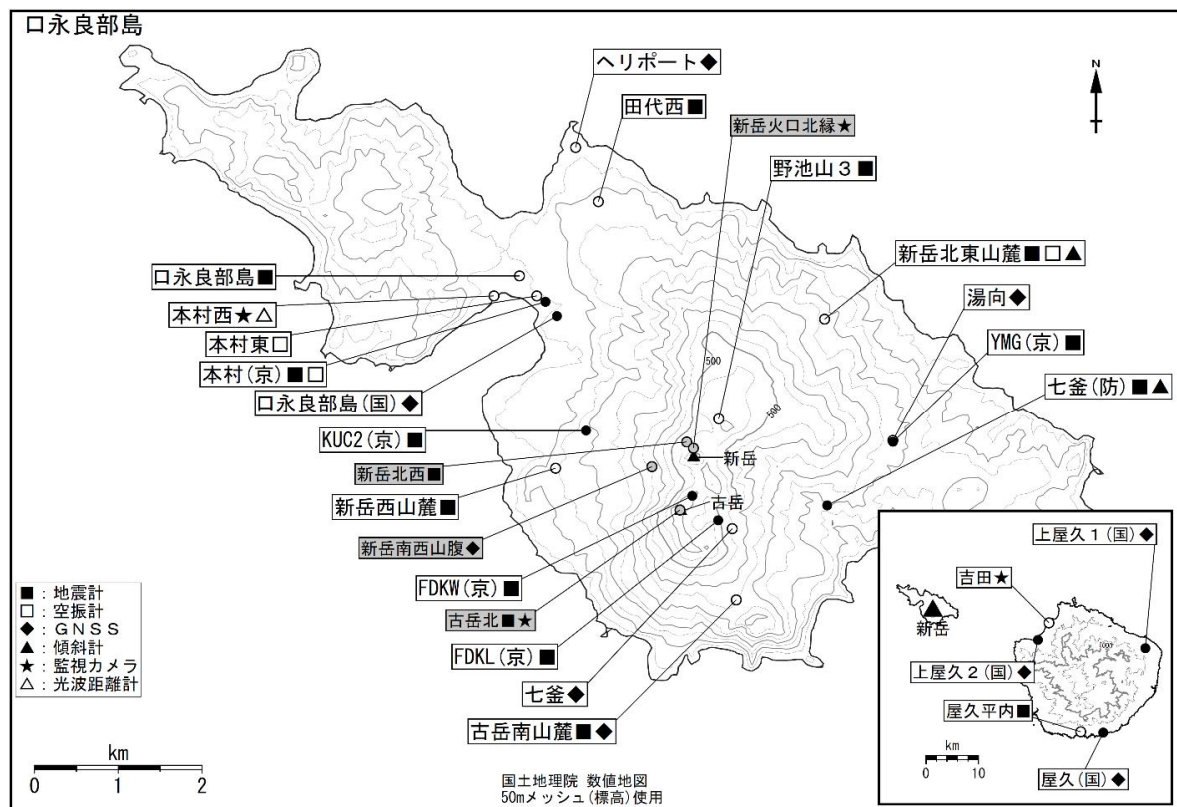 口永良部島
ヘリポート◆
田代西■
新岳火口北縁★
野池山3■
N
新岳北東山麓■□▲
口永良部島■
湯向◆
本村西★△
YMG(京)■
本村東□
500
本村(京)■□
七釜(防)■▲
口永良部島(国)◆
500
KUC2(京)■
新岳
新岳北西■
古岳
新岳西山麓■
新岳南西山腹◆
FDKW(京)■
古岳北■★
FDKL(京)■
七釜◆
古岳南山麓■◆
■:地震計
□:空振計
◆:GNSS
▲:傾斜計
★:監視カメラ
△:光波距離計
km
0 1 2
国土地理院 数値地図
50mメッシュ(標高)使用
上屋久1(国)◆
吉田★
新岳
1000
上屋久2(国)◆
屋久平内■
km
0 10
屋久(国)◆